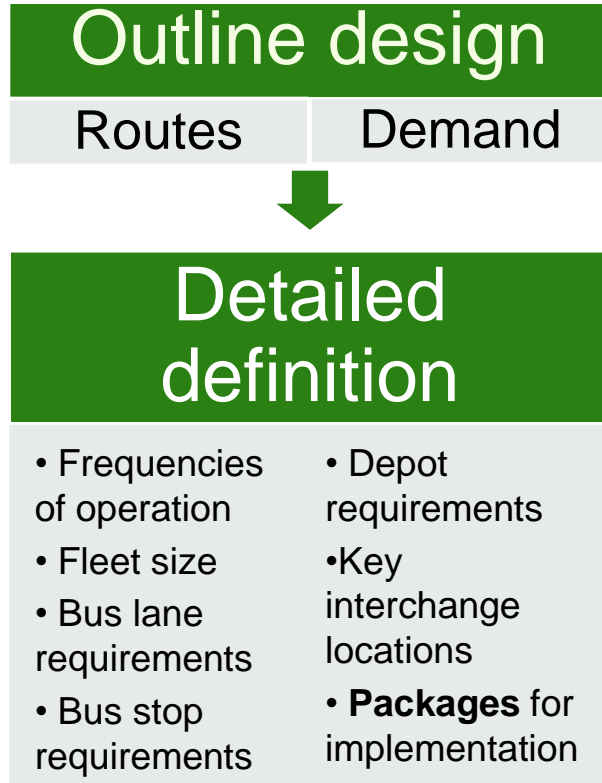 Outline design
Routes
Demand
Detailed
definition
• Frequencies
of operation
• Fleet size
• Bus lane
requirements
• Bus stop
requirements
• Depot
requirements
•Key
interchange
locations
• Packages for
implementation